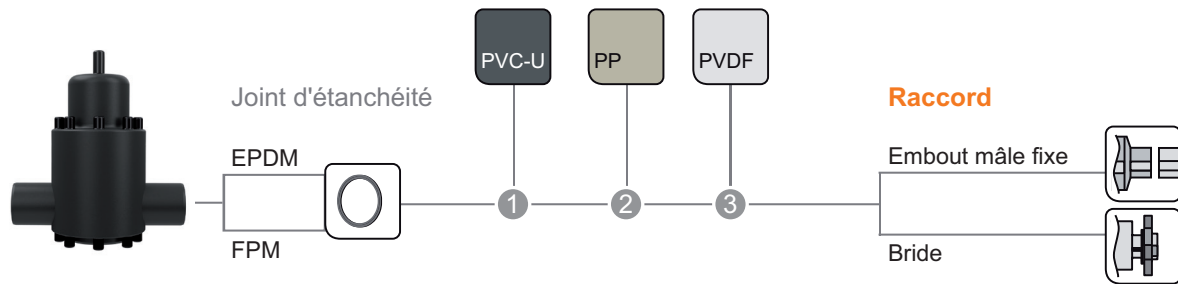 PVC-U
PP
PVDF
Joint d'étanchéité
Raccord
EPDM
Embout mâle fixe
1
2
3
FPM
Bride